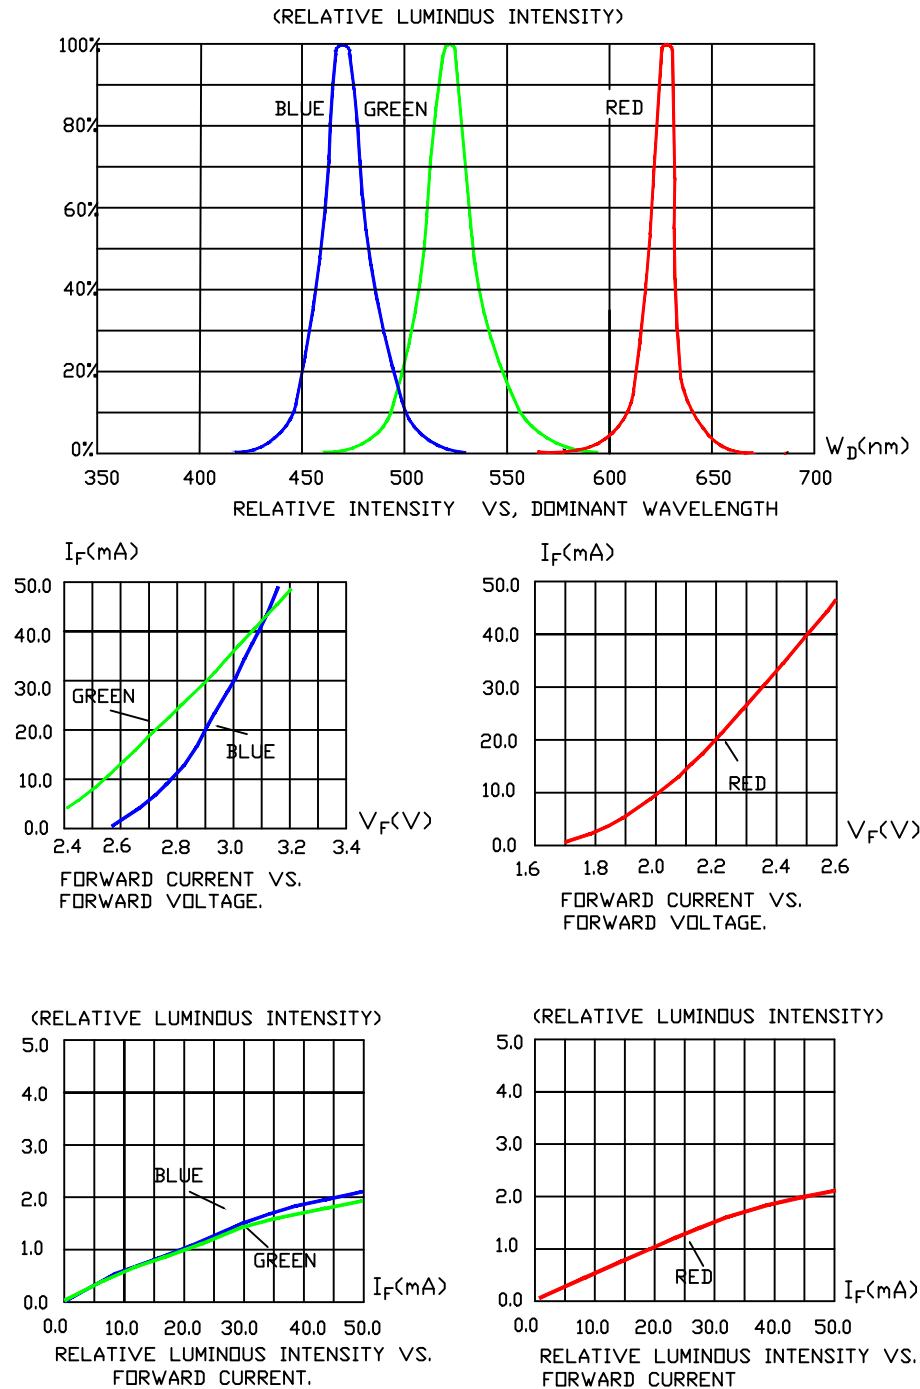 (RELATIVE LUMINOUS INTENSITY)
100%
80%
60%
40%
20%
0%
BLUE GREEN RED
350 400 450 500 550 600 650 700
W_D(nm)
RELATIVE INTENSITY VS, DOMINANT WAVELENGTH
I_F(mA)
50.0
40.0
30.0
20.0
10.0
0.0
GREEN
BLUE
2.4 2.6 2.8 3.0 3.2 3.4
V_F(V)
FORWARD CURRENT VS.
FORWARD VOLTAGE.
I_F(mA)
50.0
40.0
30.0
20.0
10.0
0.0
RED
1.6 1.8 2.0 2.2 2.4 2.6
V_F(V)
FORWARD CURRENT VS.
FORWARD VOLTAGE.
(RELATIVE LUMINOUS INTENSITY)
5.0
4.0
3.0
2.0
1.0
0.0
BLUE
GREEN
0.0 10.0 20.0 30.0 40.0 50.0
I_F(mA)
RELATIVE LUMINOUS INTENSITY VS.
FORWARD CURRENT.
(RELATIVE LUMINOUS INTENSITY)
5.0
4.0
3.0
2.0
1.0
0.0
RED
0.0 10.0 20.0 30.0 40.0 50.0
I_F(mA)
RELATIVE LUMINOUS INTENSITY VS.
FORWARD CURRENT